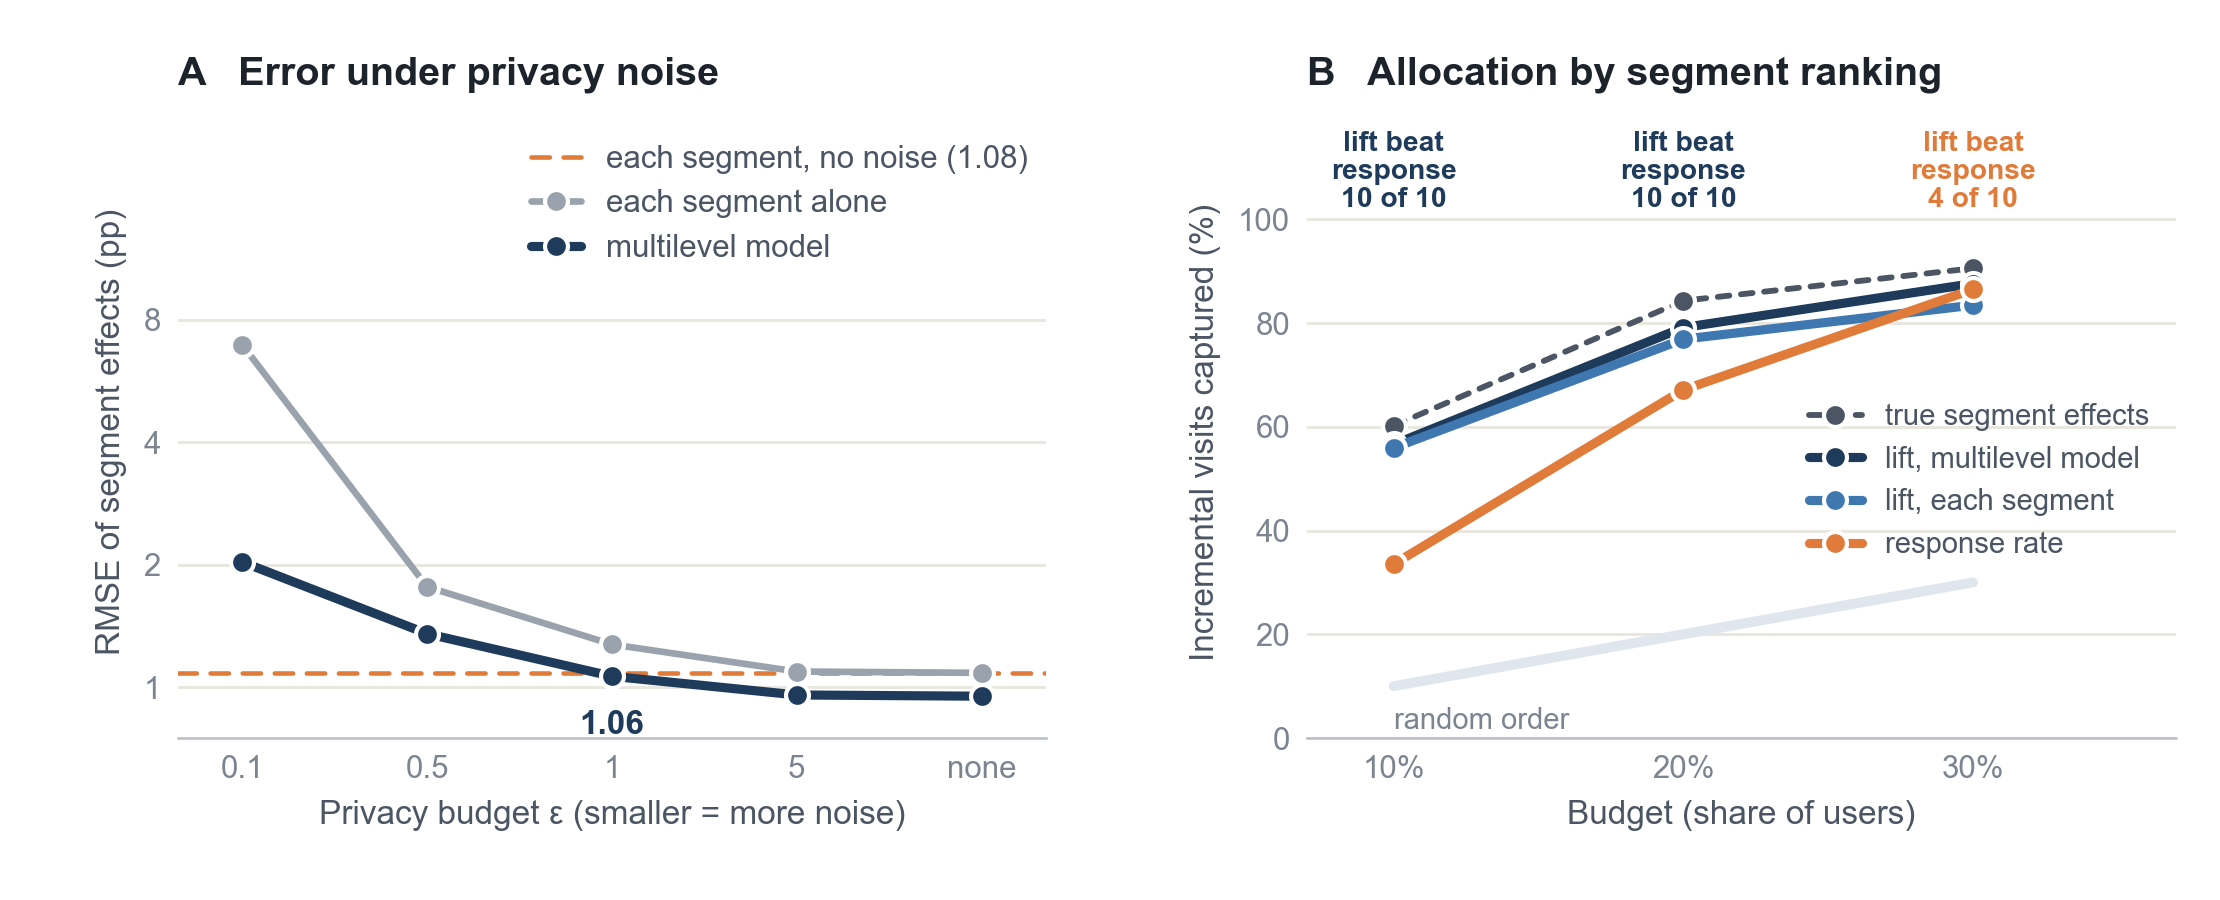 A Error under privacy noise
each segment, no noise (1.08)
each segment alone
multilevel model
RMSE of segment effects (pp)
8
4
2
1
1.06
0.1
0.5
1
5
none
Privacy budget ε (smaller = more noise)
B Allocation by segment ranking
lift beat
response
10 of 10
lift beat
response
10 of 10
lift beat
response
4 of 10
Incremental visits captured (%)
100
80
60
40
20
0
true segment effects
lift, multilevel model
lift, each segment
response rate
random order
10%
20%
30%
Budget (share of users)